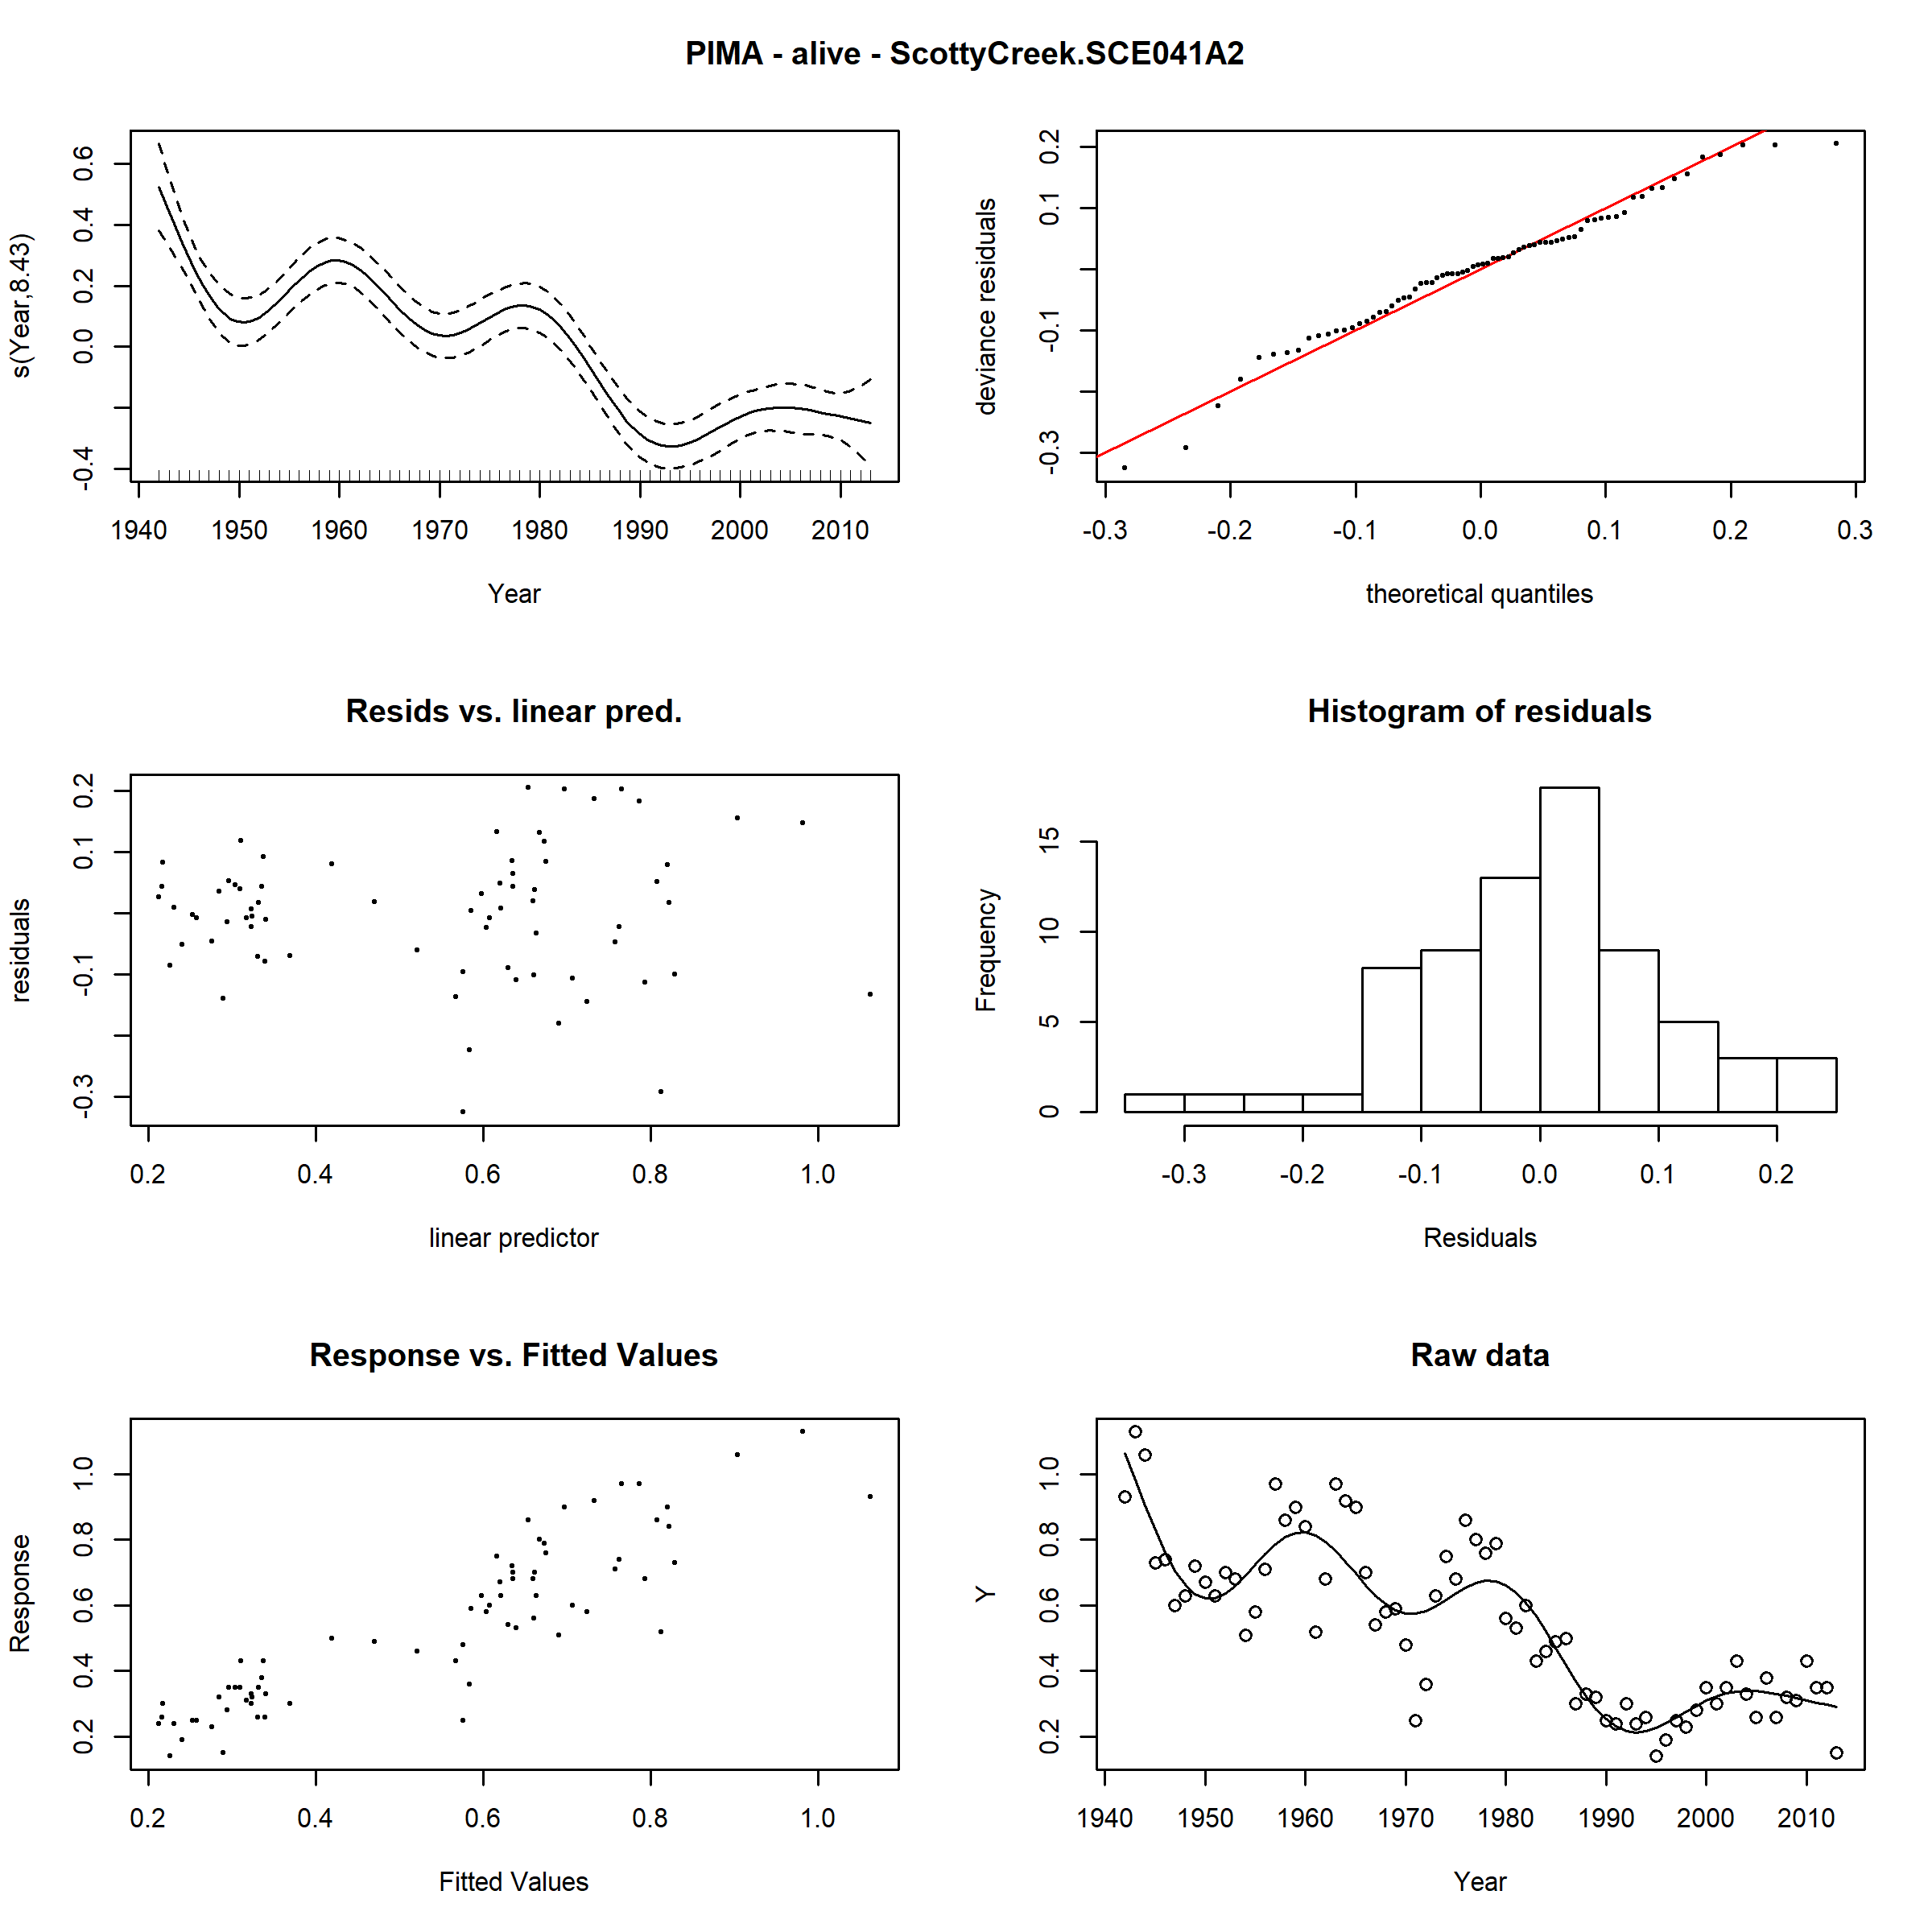 PIMA - alive - ScottyCreek.SCE041A2
s(Year,8.43)
0.6
0.4
0.2
0.0
-0.4
1940 1950 1960 1970 1980 1990 2000 2010
Year
deviance residuals
0.2
0.1
-0.1
-0.3
-0.3 -0.2 -0.1 0.0 0.1 0.2 0.3
theoretical quantiles
Resids vs. linear pred.
residuals
0.2
0.1
-0.1
-0.3
0.2 0.4 0.6 0.8 1.0
linear predictor
Histogram of residuals
Frequency
15
10
5
0
-0.3 -0.2 -0.1 0.0 0.1 0.2
Residuals
Response vs. Fitted Values
Response
1.0
0.8
0.6
0.4
0.2
0.2 0.4 0.6 0.8 1.0
Fitted Values
Raw data
Y
1.0
0.8
0.6
0.4
0.2
1940 1950 1960 1970 1980 1990 2000 2010
Year